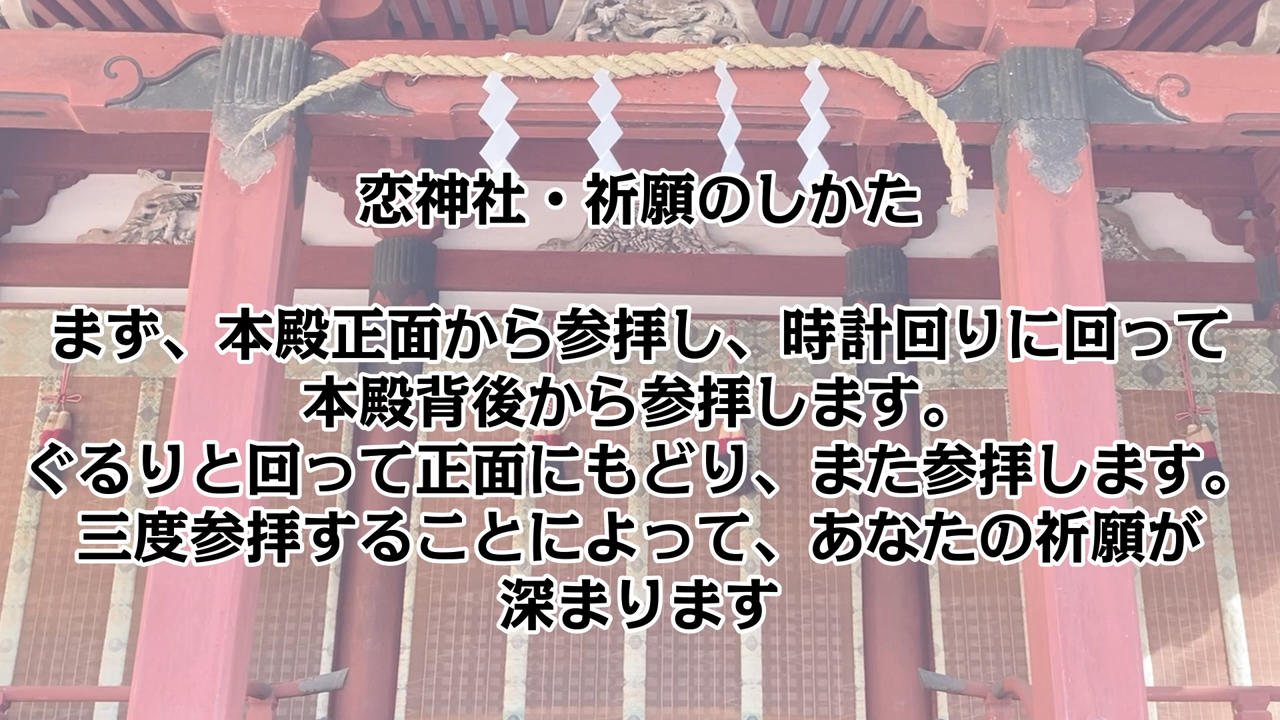 恋神社・祈願のしかた
まず、本殿正面から参拝し、時計回りに回って
本殿背後から参拝します。
ぐるりと回って正面にもどり、また参拝します。
三度参拝することによって、あなたの祈願が
深まります